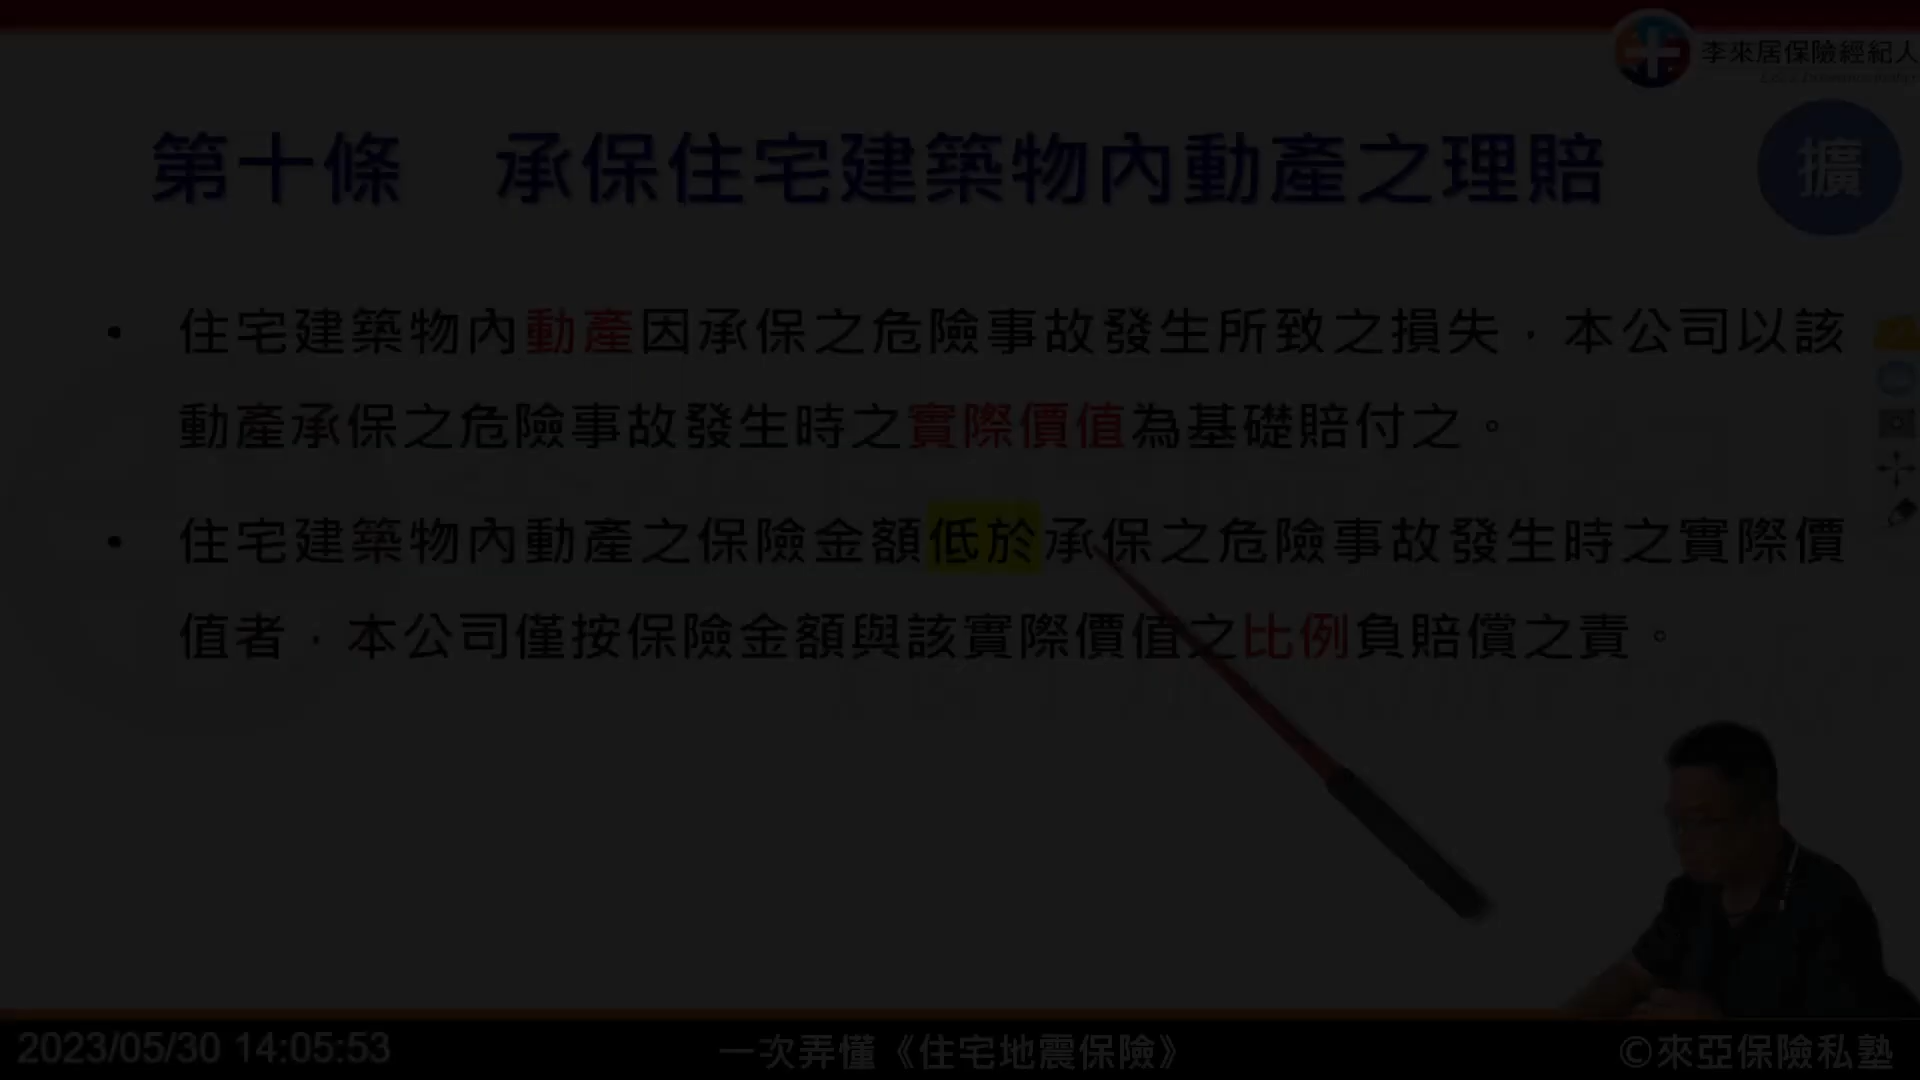 李來居保險經紀人
第十條 承保住宅建築物內動產之理賠
擴
• 住宅建築物內動產因承保之危險事故發生所致之損失，本公司以該
動產承保之危險事故發生時之實際價值為基礎賠付之。
• 住宅建築物內動產之保險金額低於承保之危險事故發生時之實際價
值者，本公司僅按保險金額與該實際價值之比例負賠償之責。
2023/05/30 14:05:53
一次弄懂《住宅地震保險》
©來亞保險私塾